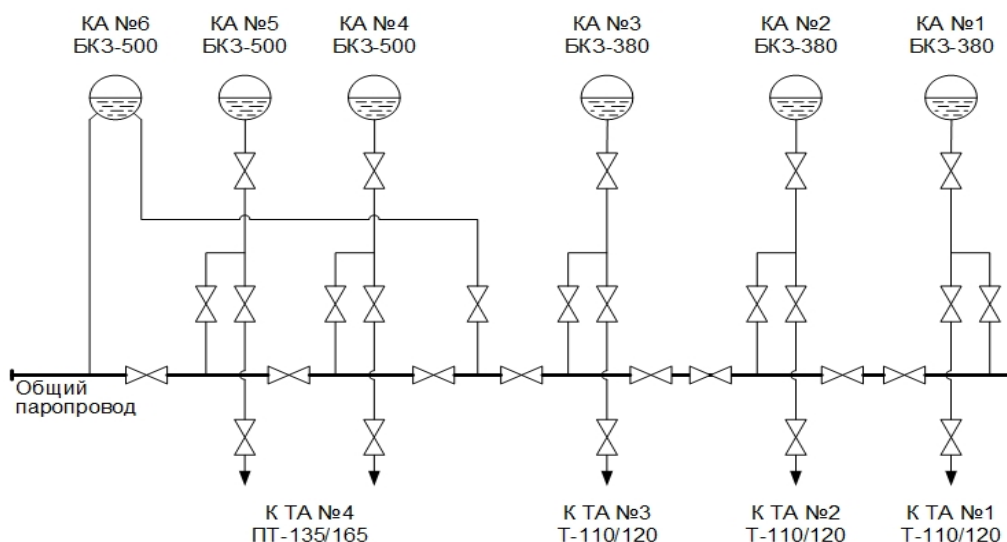 КА №6
БКЗ-500
КА №5
БКЗ-500
КА №4
БКЗ-500
КА №3
БКЗ-380
КА №2
БКЗ-380
КА №1
БКЗ-380
Общий
паропровод
К ТА №4
ПТ-135/165
К ТА №3
Т-110/120
К ТА №2
Т-110/120
К ТА №1
Т-110/120